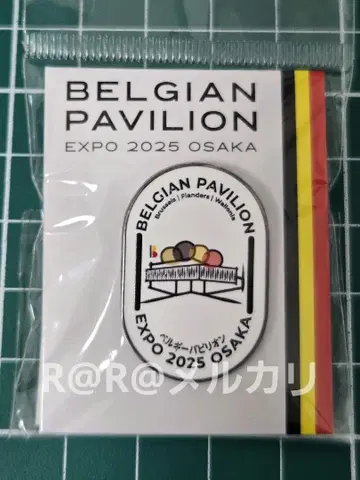 BELGIAN
PAVILION
EXPO 2025 OSAKA
BELGIAN PAVILION
Brussels | Flanders | Wallonia
ベルギーパビリオン
EXPO 2025 OSAKA
R@R@メルカリ